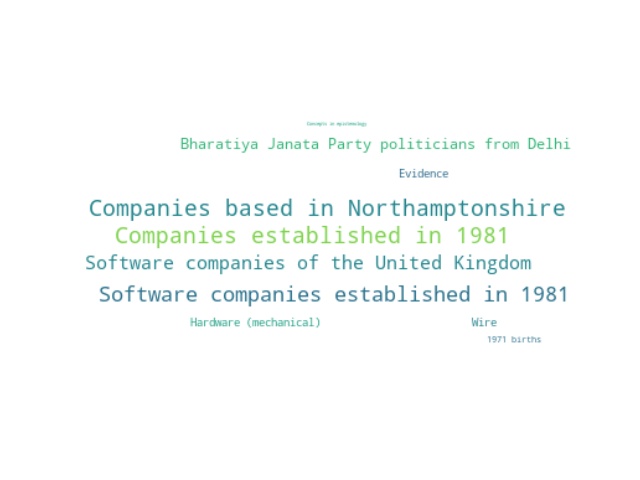 Concepts in epistemology
Bharatiya Janata Party politicians from Delhi
Evidence
Companies based in Northamptonshire
Companies established in 1981
Software companies of the United Kingdom
Software companies established in 1981
Hardware (mechanical)
Wire
1971 births